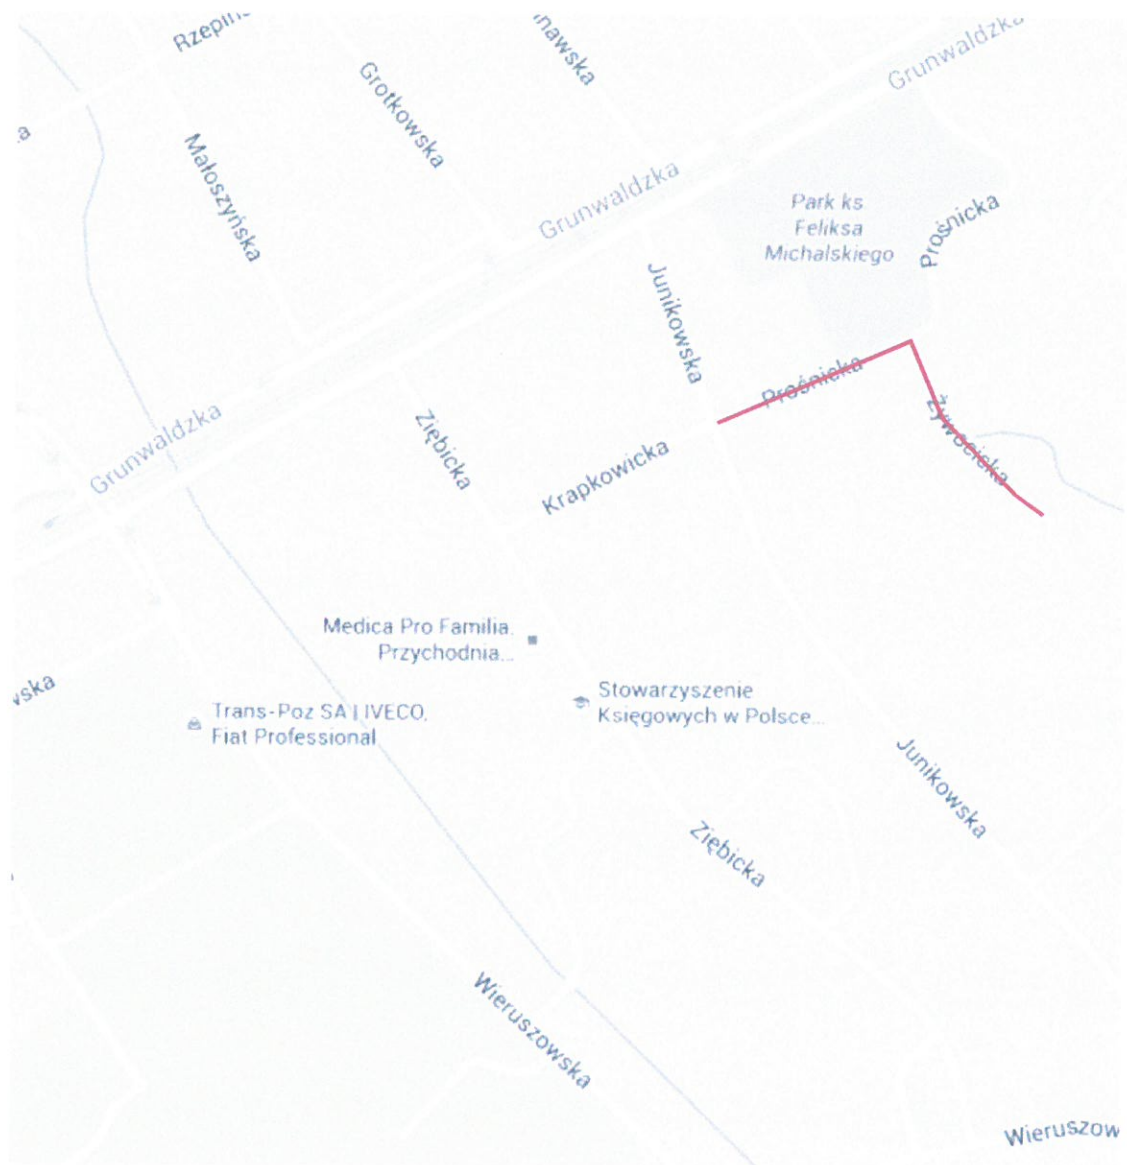 Grunwaldzka
Grotkowska
Małoszyńska
Grunwaldzka
Park ks
Feliksa
Michalskiego
Prośnicka
Junikowska
Prośnicka
Grunwaldzka
Ziębicka
Żywocicka
Krapkowicka
Medica Pro Familia.
Przychodnia...
Stowarzyszenie
Księgowych w Polsce...
Trans-Poz SA | IVECO,
Fiat Professional
Junikowska
Ziębicka
Wieruszowska
Wieruszow